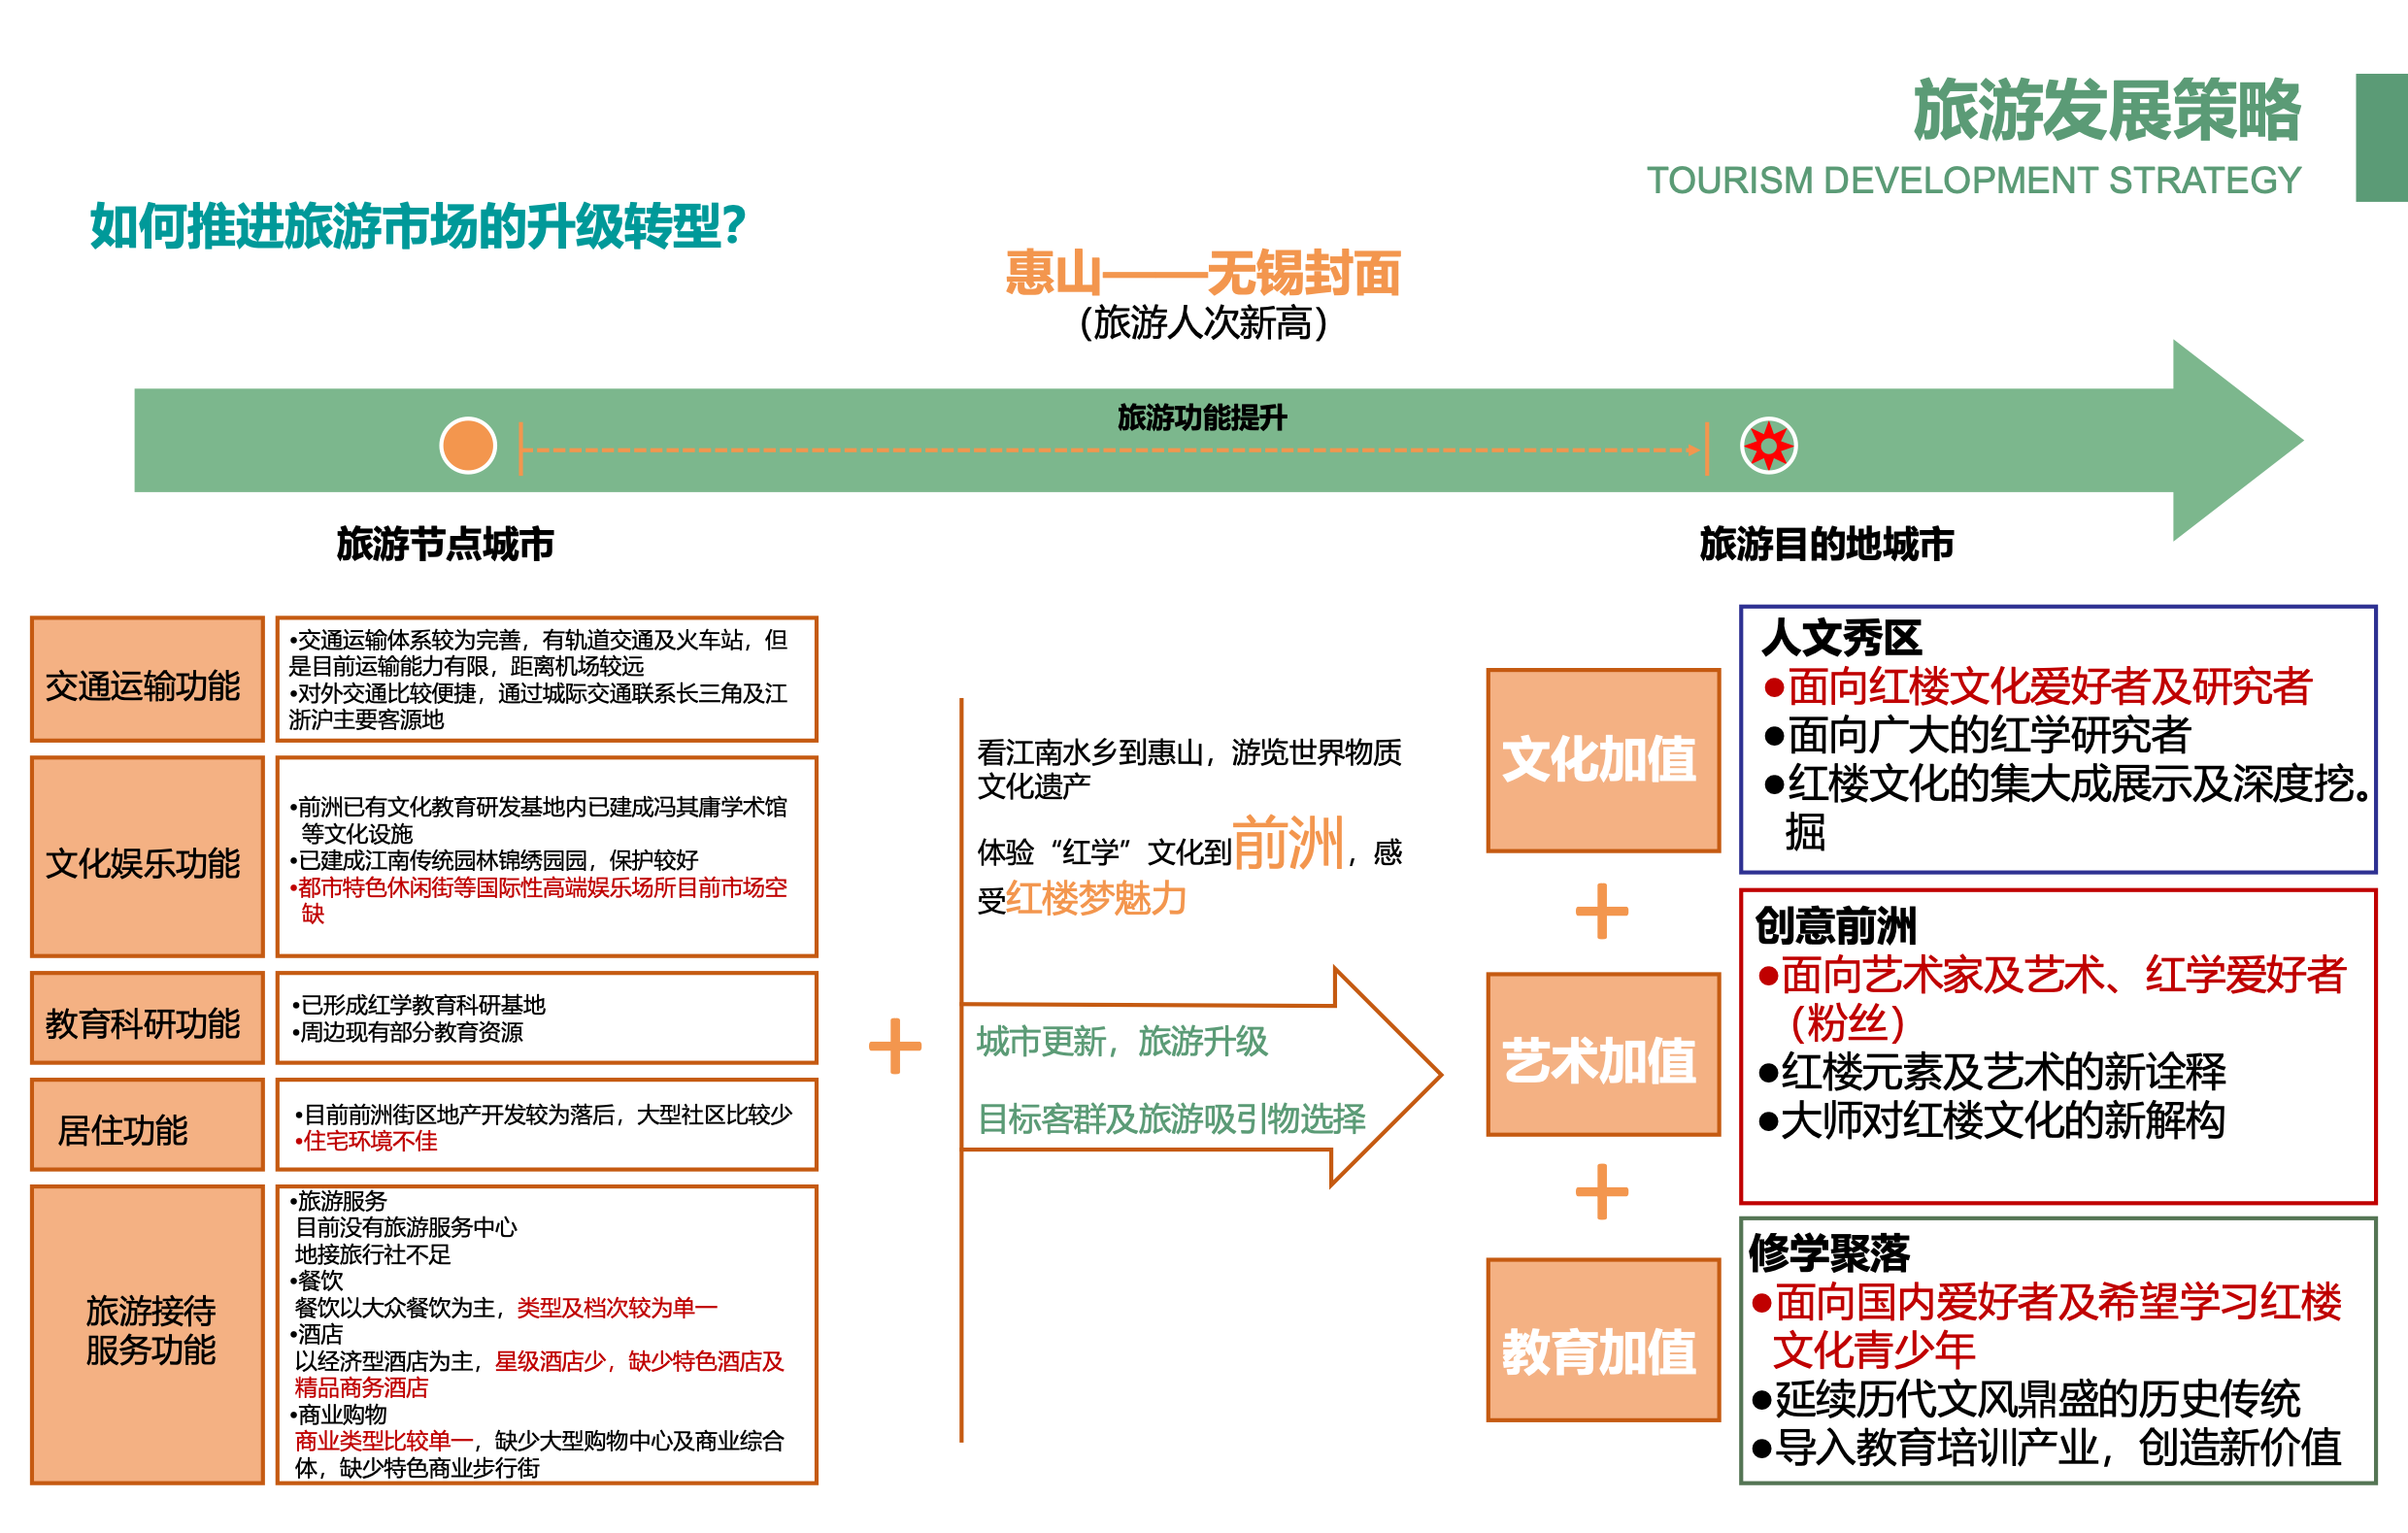 旅游发展策略
TOURISM DEVELOPMENT STRATEGY
如何推进旅游市场的升级转型?
惠山——无锡封面
（旅游人次新高）
旅游功能提升
旅游节点城市
旅游目的地城市
交通运输功能
•交通运输体系较为完善，有轨道交通及火车站，但
是目前运输能力有限，距离机场较远
•对外交通比较便捷，通过城际交通联系长三角及江
浙沪主要客源地
文化娱乐功能
•前洲已有文化教育研发基地内已建成冯其庸学术馆
等文化设施
•已建成江南传统园林锦绣园园，保护较好
•都市特色休闲街等国际性高端娱乐场所目前市场空
缺
教育科研功能
•已形成红学教育科研基地
•周边现有部分教育资源
居住功能
•目前前洲街区地产开发较为落后，大型社区比较少
•住宅环境不佳
旅游接待
服务功能
•旅游服务
目前没有旅游服务中心
地接旅行社不足
•餐饮
餐饮以大众餐饮为主，类型及档次较为单一
•酒店
以经济型酒店为主，星级酒店少，缺少特色酒店及
精品商务酒店
•商业购物
商业类型比较单一，缺少大型购物中心及商业综合
体，缺少特色商业步行街
+
看江南水乡到惠山，游览世界物质
文化遗产
体验“红学”文化到前洲，感
受红楼梦魅力
城市更新，旅游升级
目标客群及旅游吸引物选择
文化加值
+
艺术加值
+
教育加值
人文秀区
●面向红楼文化爱好者及研究者
●面向广大的红学研究者
●红楼文化的集大成展示及深度挖。
掘
创意前洲
●面向艺术家及艺术、红学爱好者
（粉丝）
●红楼元素及艺术的新诠释
●大师对红楼文化的新解构
修学聚落
●面向国内爱好者及希望学习红楼
文化青少年
●延续历代文风鼎盛的历史传统
●导入教育培训产业，创造新价值